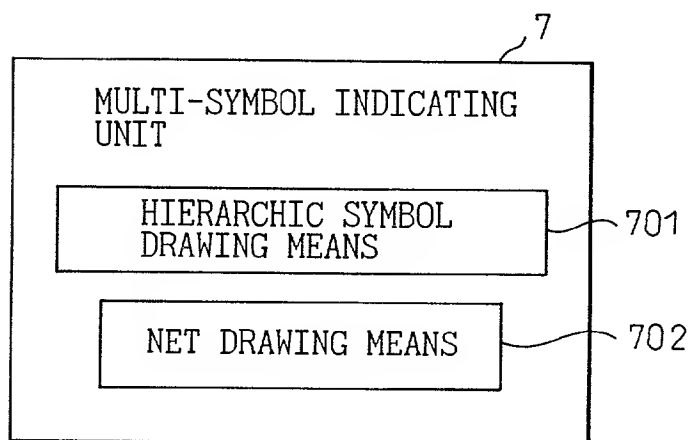 7
MULTI-SYMBOL INDICATING
UNIT
HIERARCHIC SYMBOL
DRAWING MEANS
701
NET DRAWING MEANS
702